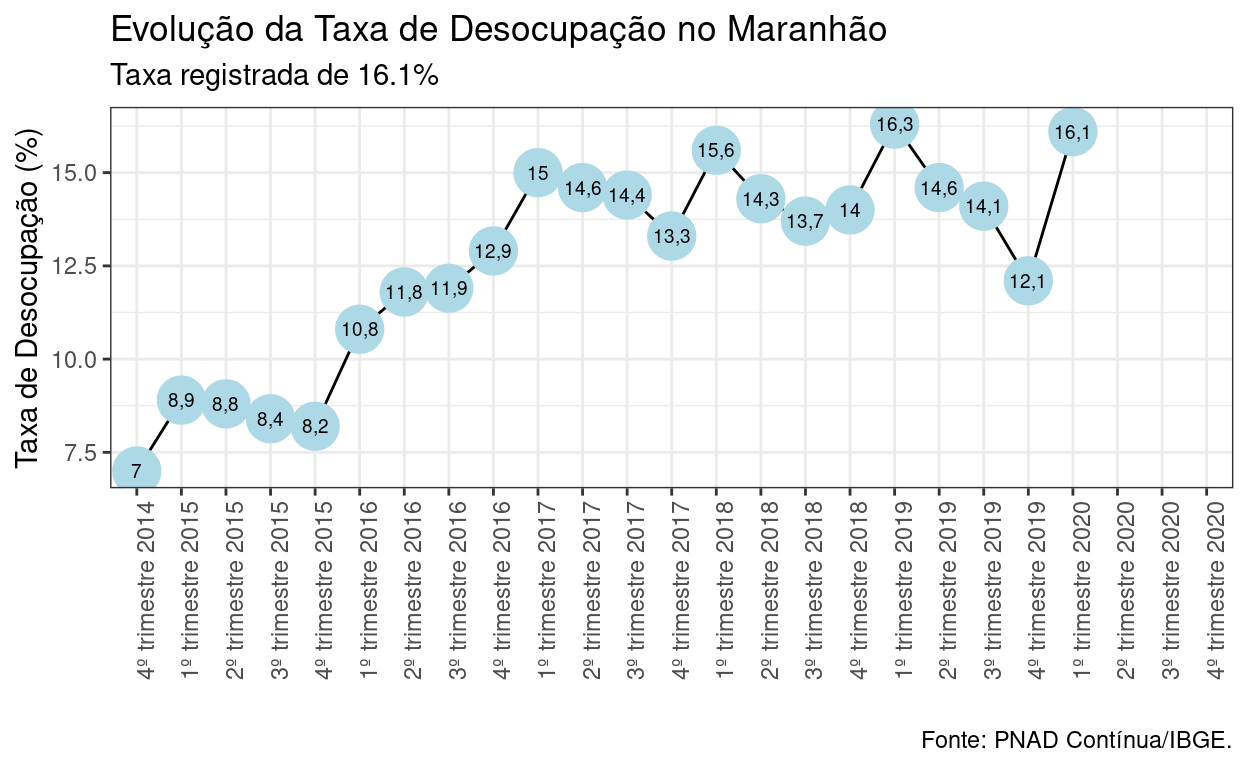 Evolução da Taxa de Desocupação no Maranhão
Taxa registrada de 16.1%
Taxa de Desocupação (%)
15.0
12.5
10.0
7.5
7
8,9
8,8
8,4
8,2
10,8
11,8
11,9
12,9
15
14,6
14,4
13,3
15,6
14,3
13,7
14
16,3
14,6
14,1
12,1
16,1
4º trimestre 2014
1º trimestre 2015
2º trimestre 2015
3º trimestre 2015
4º trimestre 2015
1º trimestre 2016
2º trimestre 2016
3º trimestre 2016
4º trimestre 2016
1º trimestre 2017
2º trimestre 2017
3º trimestre 2017
4º trimestre 2017
1º trimestre 2018
2º trimestre 2018
3º trimestre 2018
4º trimestre 2018
1º trimestre 2019
2º trimestre 2019
3º trimestre 2019
4º trimestre 2019
1º trimestre 2020
2º trimestre 2020
3º trimestre 2020
4º trimestre 2020
Fonte: PNAD Contínua/IBGE.